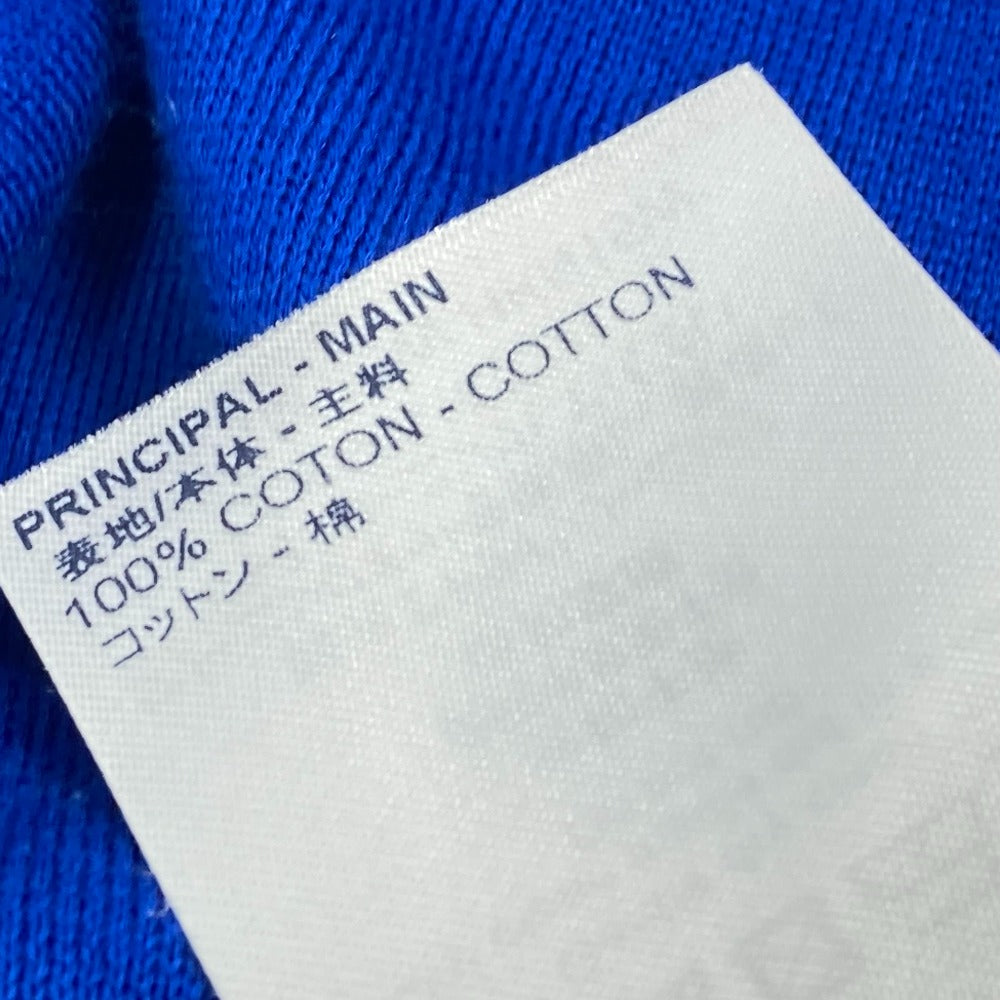 PRINCIPAL - MAIN
表地/本体 - 主料
100% COTON - COTTON
コットン - 棉